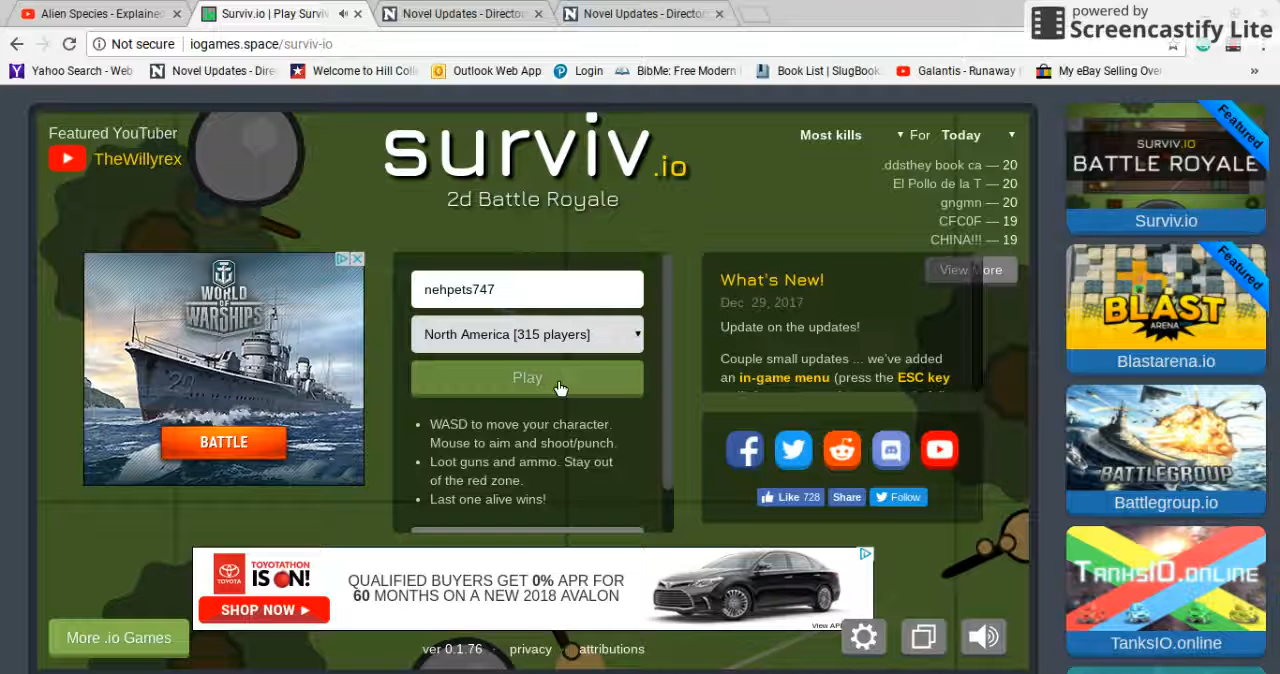 Alien Species - Explaine
Surviv.io | Play Surviv
Novel Updates - Director
Novel Updates - Director
powered by
Screencastify Lite
Not secure
iogames.space/surviv-io
Yahoo Search - Web
Novel Updates - Dire
Welcome to Hill Coll
Outlook Web App
Login
BibMe: Free Modern
Book List | SlugBook
Galantis - Runaway
My eBay Selling Ove
»
Featured YouTuber
TheWillyrex
surviv.io
2d Battle Royale
Most kills
For
Today
.ddsthey book ca — 20
El Pollo de la T — 20
gngmn — 20
CFC0F — 19
CHINA!!! — 19
View More
WORLD
OF
WARSHIPS
20
BATTLE
nehpets747
North America [315 players]
Play
• WASD to move your character.
Mouse to aim and shoot/punch.
• Loot guns and ammo. Stay out
of the red zone.
• Last one alive wins!
What's New!
Dec 29, 2017
Update on the updates!
Couple small updates ... we've added
an in-game menu (press the ESC key
Like 728
Share
Follow
TOYOTATHON
IS ON!
SHOP NOW
QUALIFIED BUYERS GET 0% APR FOR
60 MONTHS ON A NEW 2018 AVALON
View AP
More .io Games
ver 0.1.76 · privacy · attributions
Featured
SURVIV.IO
BATTLE ROYALE
Surviv.io
Featured
BLAST
ARENA
Blastarena.io
BATTLEGROUP
Battlegroup.io
TANKSIO.ONLINE
TanksIO.online